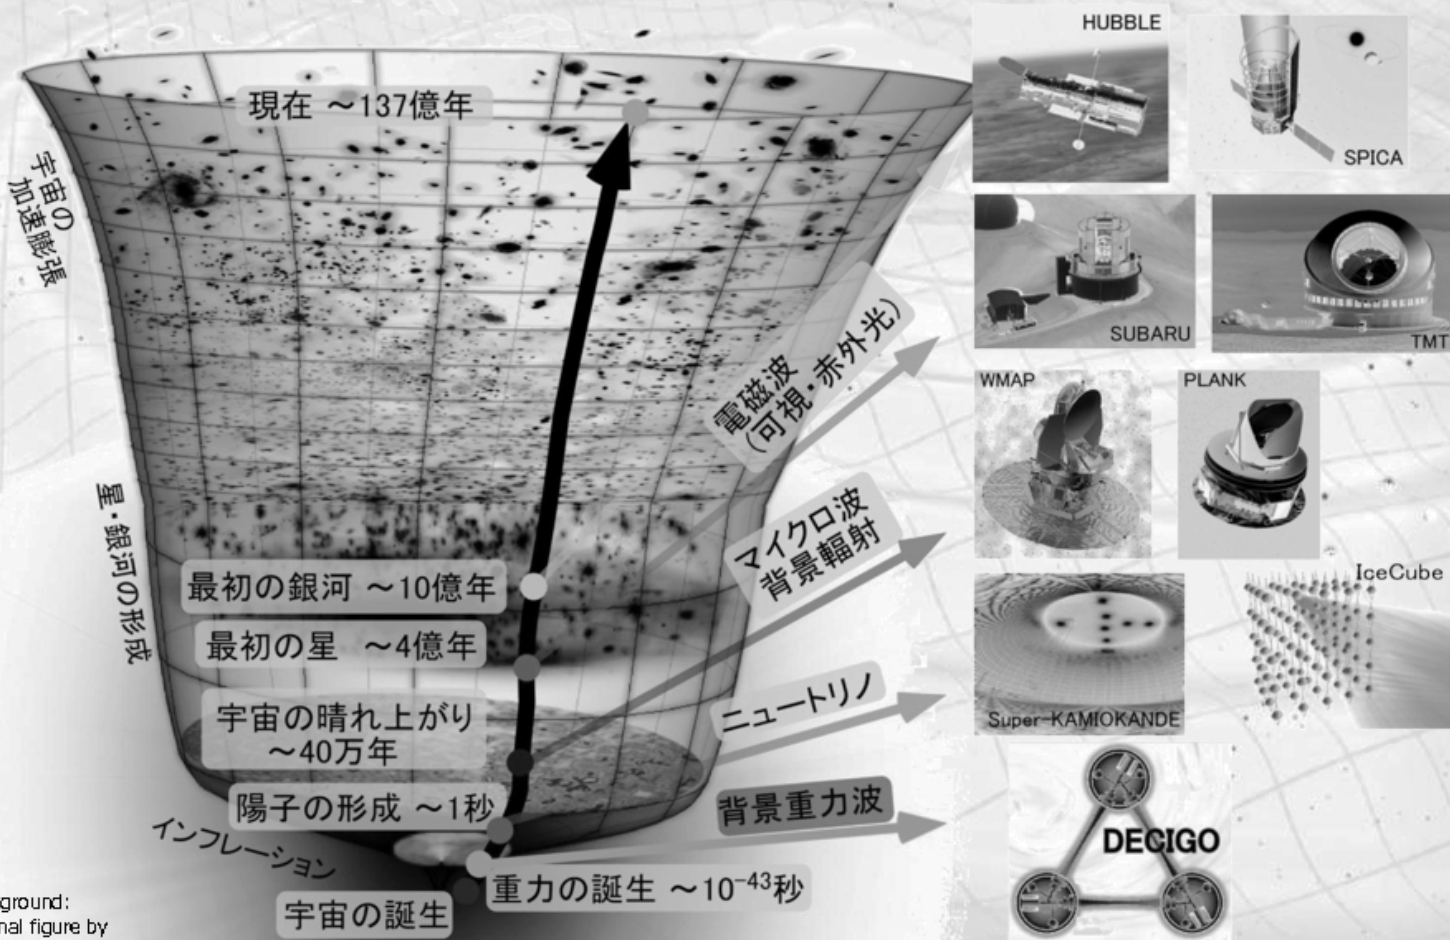 HUBBLE
SPICA
現在 ～137億年
宇宙の
加速膨張
SUBARU
TMT
電磁波
(可視・赤外光)
WMAP
PLANK
マイクロ波
背景輻射
星・銀河の形成
最初の銀河 ～10億年
最初の星 ～4億年
IceCube
Super-KAMIOKANDE
ニュートリノ
宇宙の晴れ上がり
～40万年
陽子の形成 ～1秒
背景重力波
インフレーション
DECIGO
重力の誕生 ～10⁻⁴³秒
宇宙の誕生
ground:
nal figure by